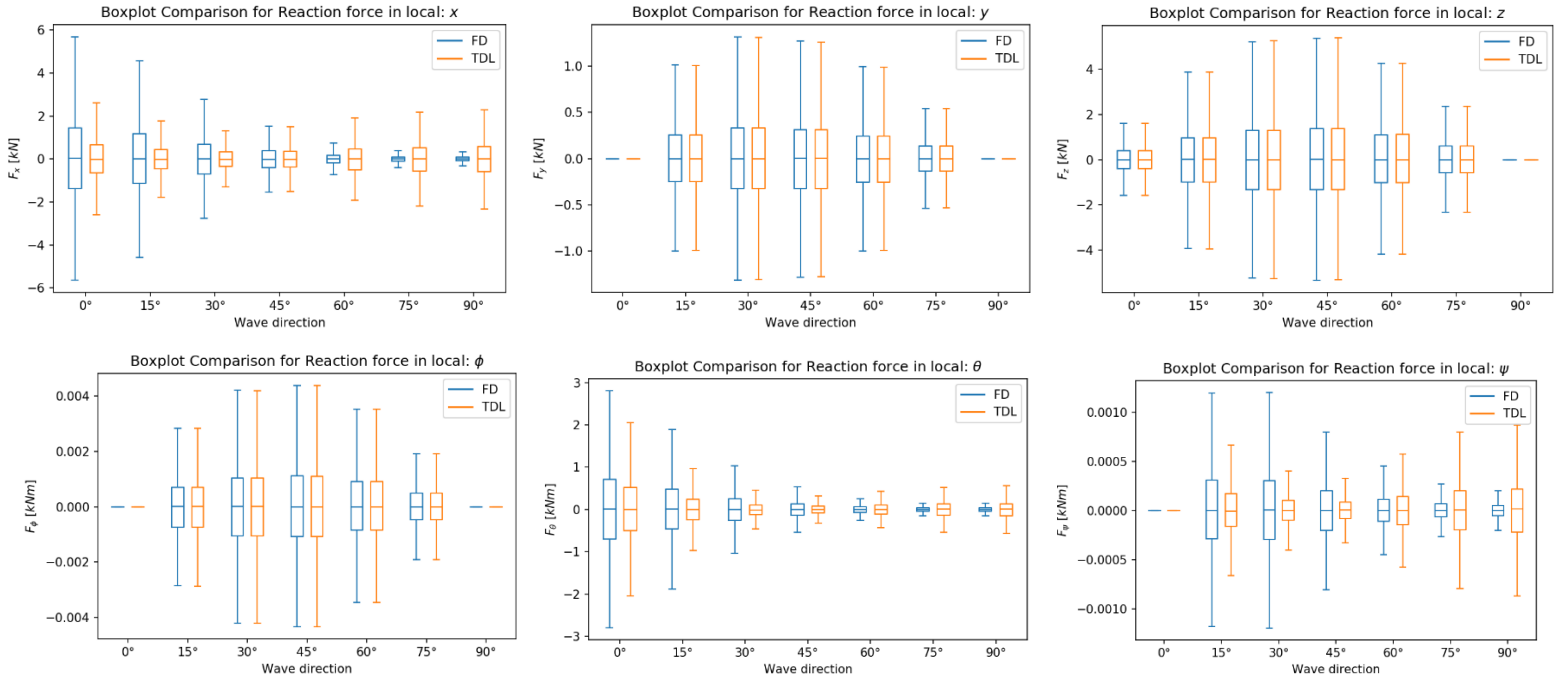 Boxplot Comparison for Reaction force in local: x
6
4
2
0
−2
−4
−6
F_x [kN]
FD
TDL
0° 15° 30° 45° 60° 75° 90°
Wave direction
Boxplot Comparison for Reaction force in local: y
1.0
0.5
0.0
−0.5
−1.0
F_y [kN]
FD
TDL
0° 15° 30° 45° 60° 75° 90°
Wave direction
Boxplot Comparison for Reaction force in local: z
4
2
0
−2
−4
F_z [kN]
FD
TDL
0° 15° 30° 45° 60° 75° 90°
Wave direction
Boxplot Comparison for Reaction force in local: ϕ
0.004
0.002
0.000
−0.002
−0.004
F_ϕ [kNm]
FD
TDL
0° 15° 30° 45° 60° 75° 90°
Wave direction
Boxplot Comparison for Reaction force in local: θ
3
2
1
0
−1
−2
−3
F_θ [kNm]
FD
TDL
0° 15° 30° 45° 60° 75° 90°
Wave direction
Boxplot Comparison for Reaction force in local: ψ
0.0010
0.0005
0.0000
−0.0005
−0.0010
F_ψ [kNm]
FD
TDL
0° 15° 30° 45° 60° 75° 90°
Wave direction